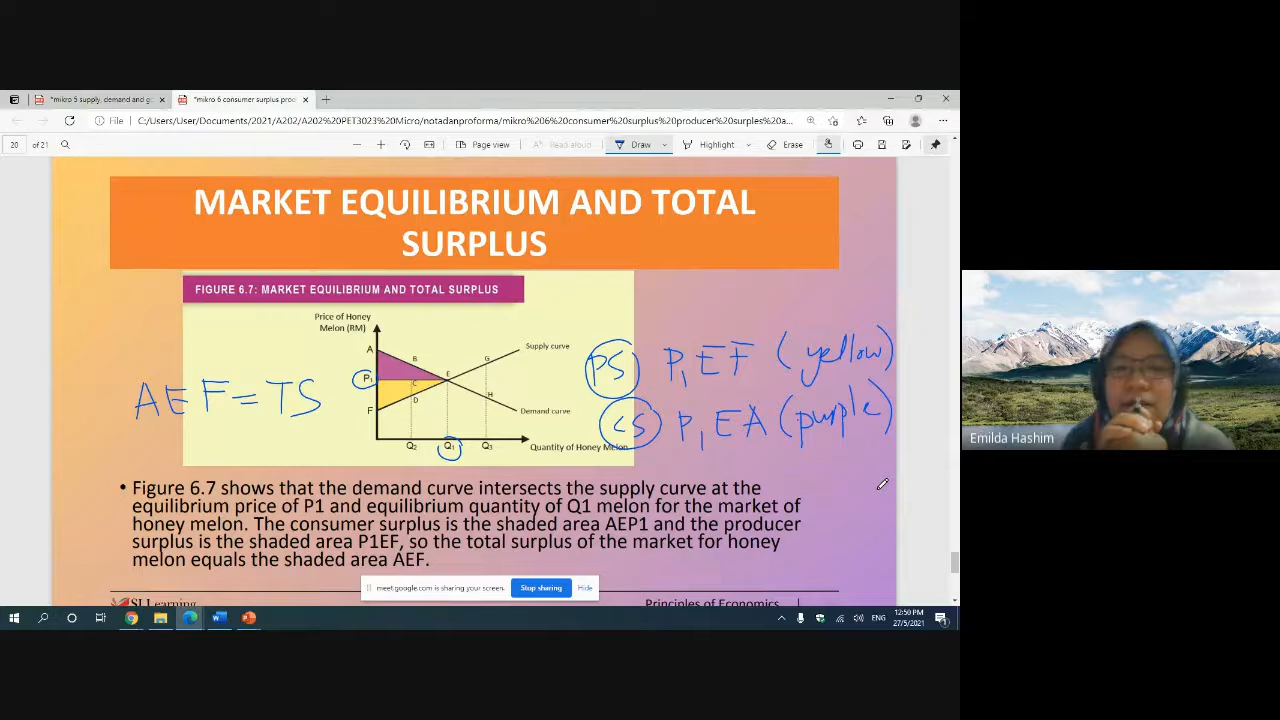 *mikro 5 supply, demand and g
*mikro 6 consumer surplus proc
File
C:/Users/User/Documents/2021/A202/A202%20PET3023%20Micro/notadanproforma/mikro%206%20consumer%20surplus%20producer%20surples%20a...
20 of 21
Page view
Read aloud
Draw
Highlight
Erase
MARKET EQUILIBRIUM AND TOTAL
SURPLUS
FIGURE 6.7: MARKET EQUILIBRIUM AND TOTAL SURPLUS
Price of Honey
Melon (RM)
A
B
G
Supply curve
P1
C
E
D
H
F
Demand curve
Q2 Q1 Q3
Quantity of Honey Melon
AEF = TS
PS P1EF (yellow)
CS P1EA (purple)
• Figure 6.7 shows that the demand curve intersects the supply curve at the
equilibrium price of P1 and equilibrium quantity of Q1 melon for the market of
honey melon. The consumer surplus is the shaded area AEP1 and the producer
surplus is the shaded area P1EF, so the total surplus of the market for honey
melon equals the shaded area AEF.
meet.google.com is sharing your screen.
Stop sharing
Hide
SJ Learning
Principles of Economics
ENG
12:50 PM
27/5/2021
Emilda Hashim